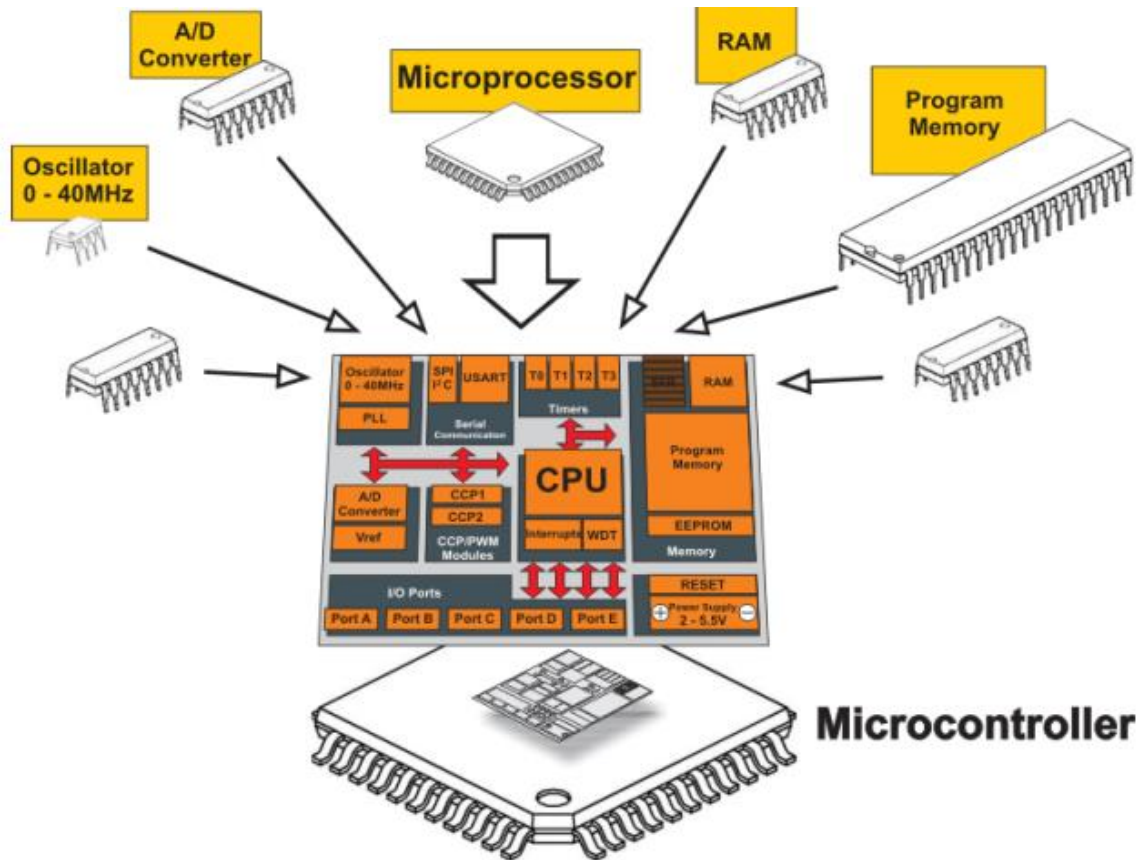 A/D
Converter
Microprocessor
RAM
Program
Memory
Oscillator
0 - 40MHz
Oscillator
0 - 40MHz
PLL
SPI
I²C
USART
Serial
Communication
T0 T1 T2 T3
Timers
RAM
Program
Memory
EEPROM
Memory
A/D
Converter
Vref
CCP1
CCP2
CCP/PWM
Modules
CPU
Interrupts
WDT
I/O Ports
Port A Port B Port C Port D Port E
RESET
+ Power Supply -
2 - 5.5V
Microcontroller